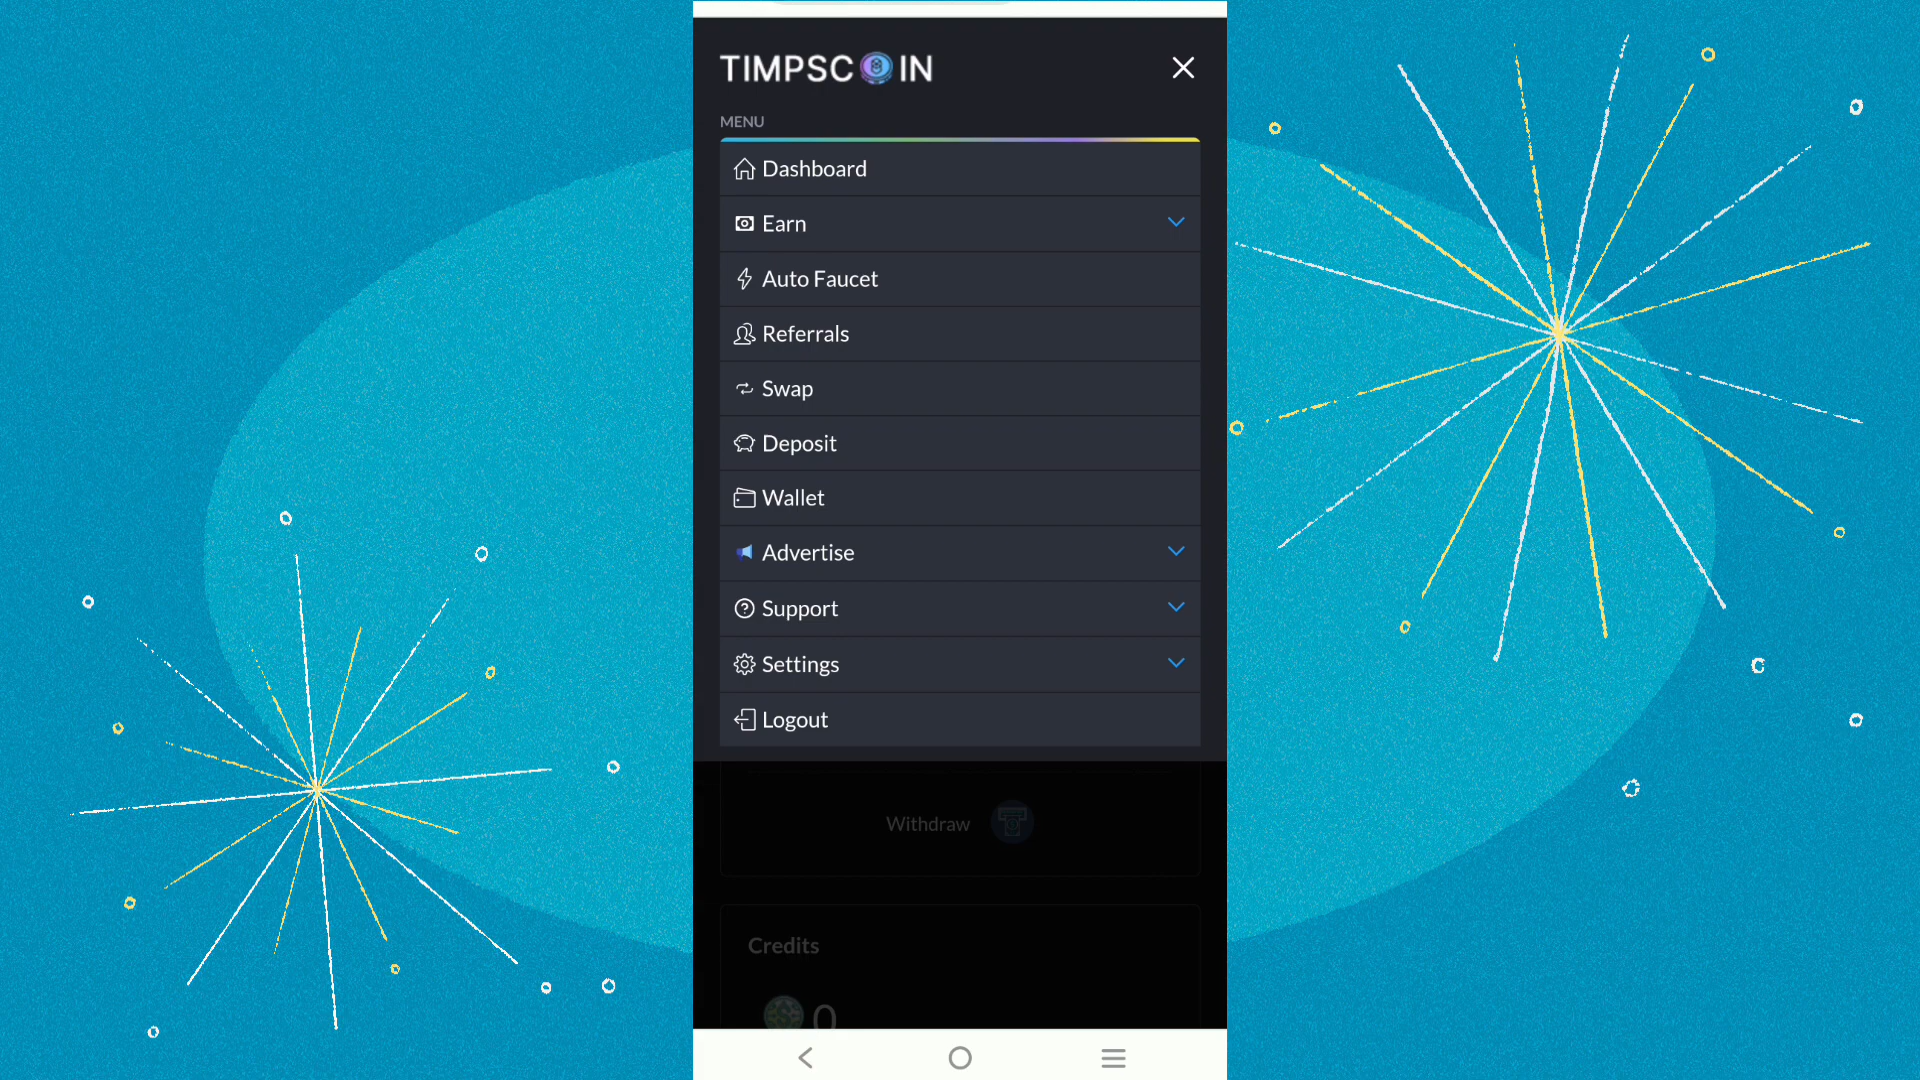 TIMPSCOIN
MENU
Dashboard
Earn
Auto Faucet
Referrals
Swap
Deposit
Wallet
Advertise
Support
Settings
Logout
Withdraw
Credits
0